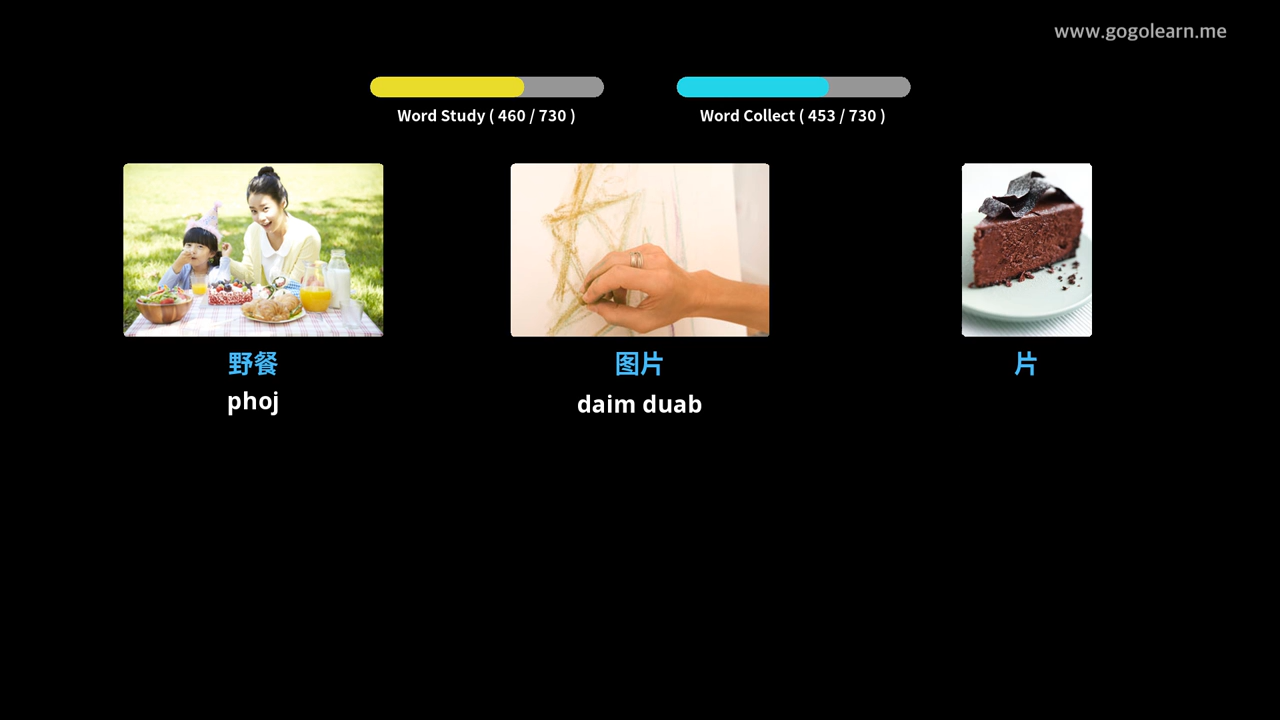 www.gogolearn.me
Word Study ( 460 / 730 )
Word Collect ( 453 / 730 )
野餐
phoj
图片
daim duab
片